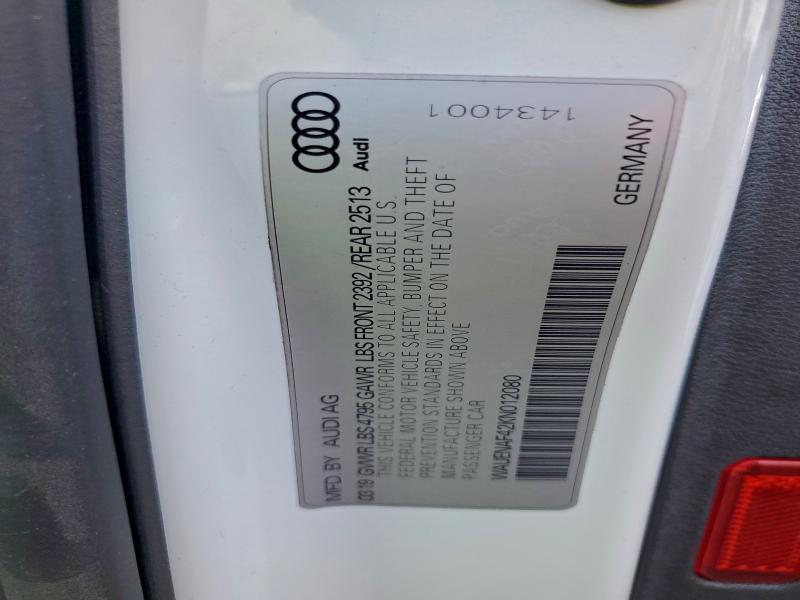 MFD. BY AUDI AG
03 19 GVWR LBS 4795 GAWR LBS FRONT 2392 / REAR 2513 Audi
THIS VEHICLE CONFORMS TO ALL APPLICABLE U.S.
FEDERAL MOTOR VEHICLE SAFETY, BUMPER AND THEFT
PREVENTION STANDARDS IN EFFECT ON THE DATE OF
MANUFACTURE SHOWN ABOVE
PASSENGER CAR
WAUENAF42KN012080
1434001
GERMANY